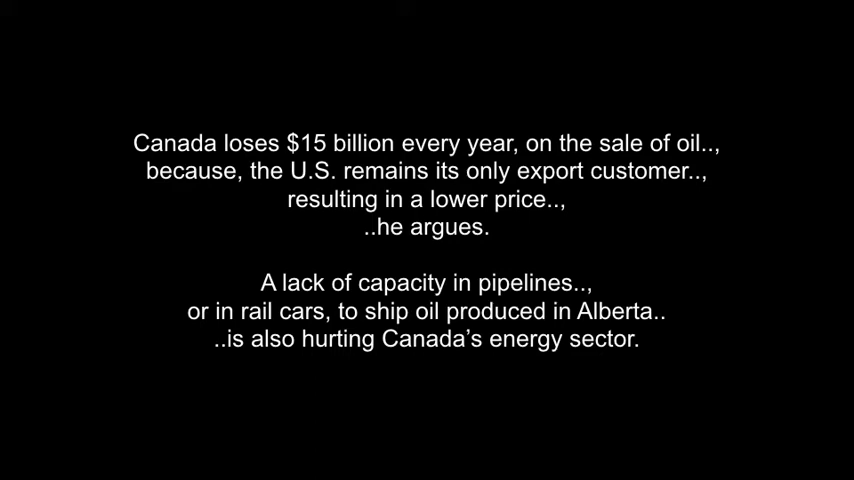 Canada loses $15 billion every year, on the sale of oil..,
because, the U.S. remains its only export customer..,
resulting in a lower price..,
..he argues.
A lack of capacity in pipelines..,
or in rail cars, to ship oil produced in Alberta..
..is also hurting Canada’s energy sector.